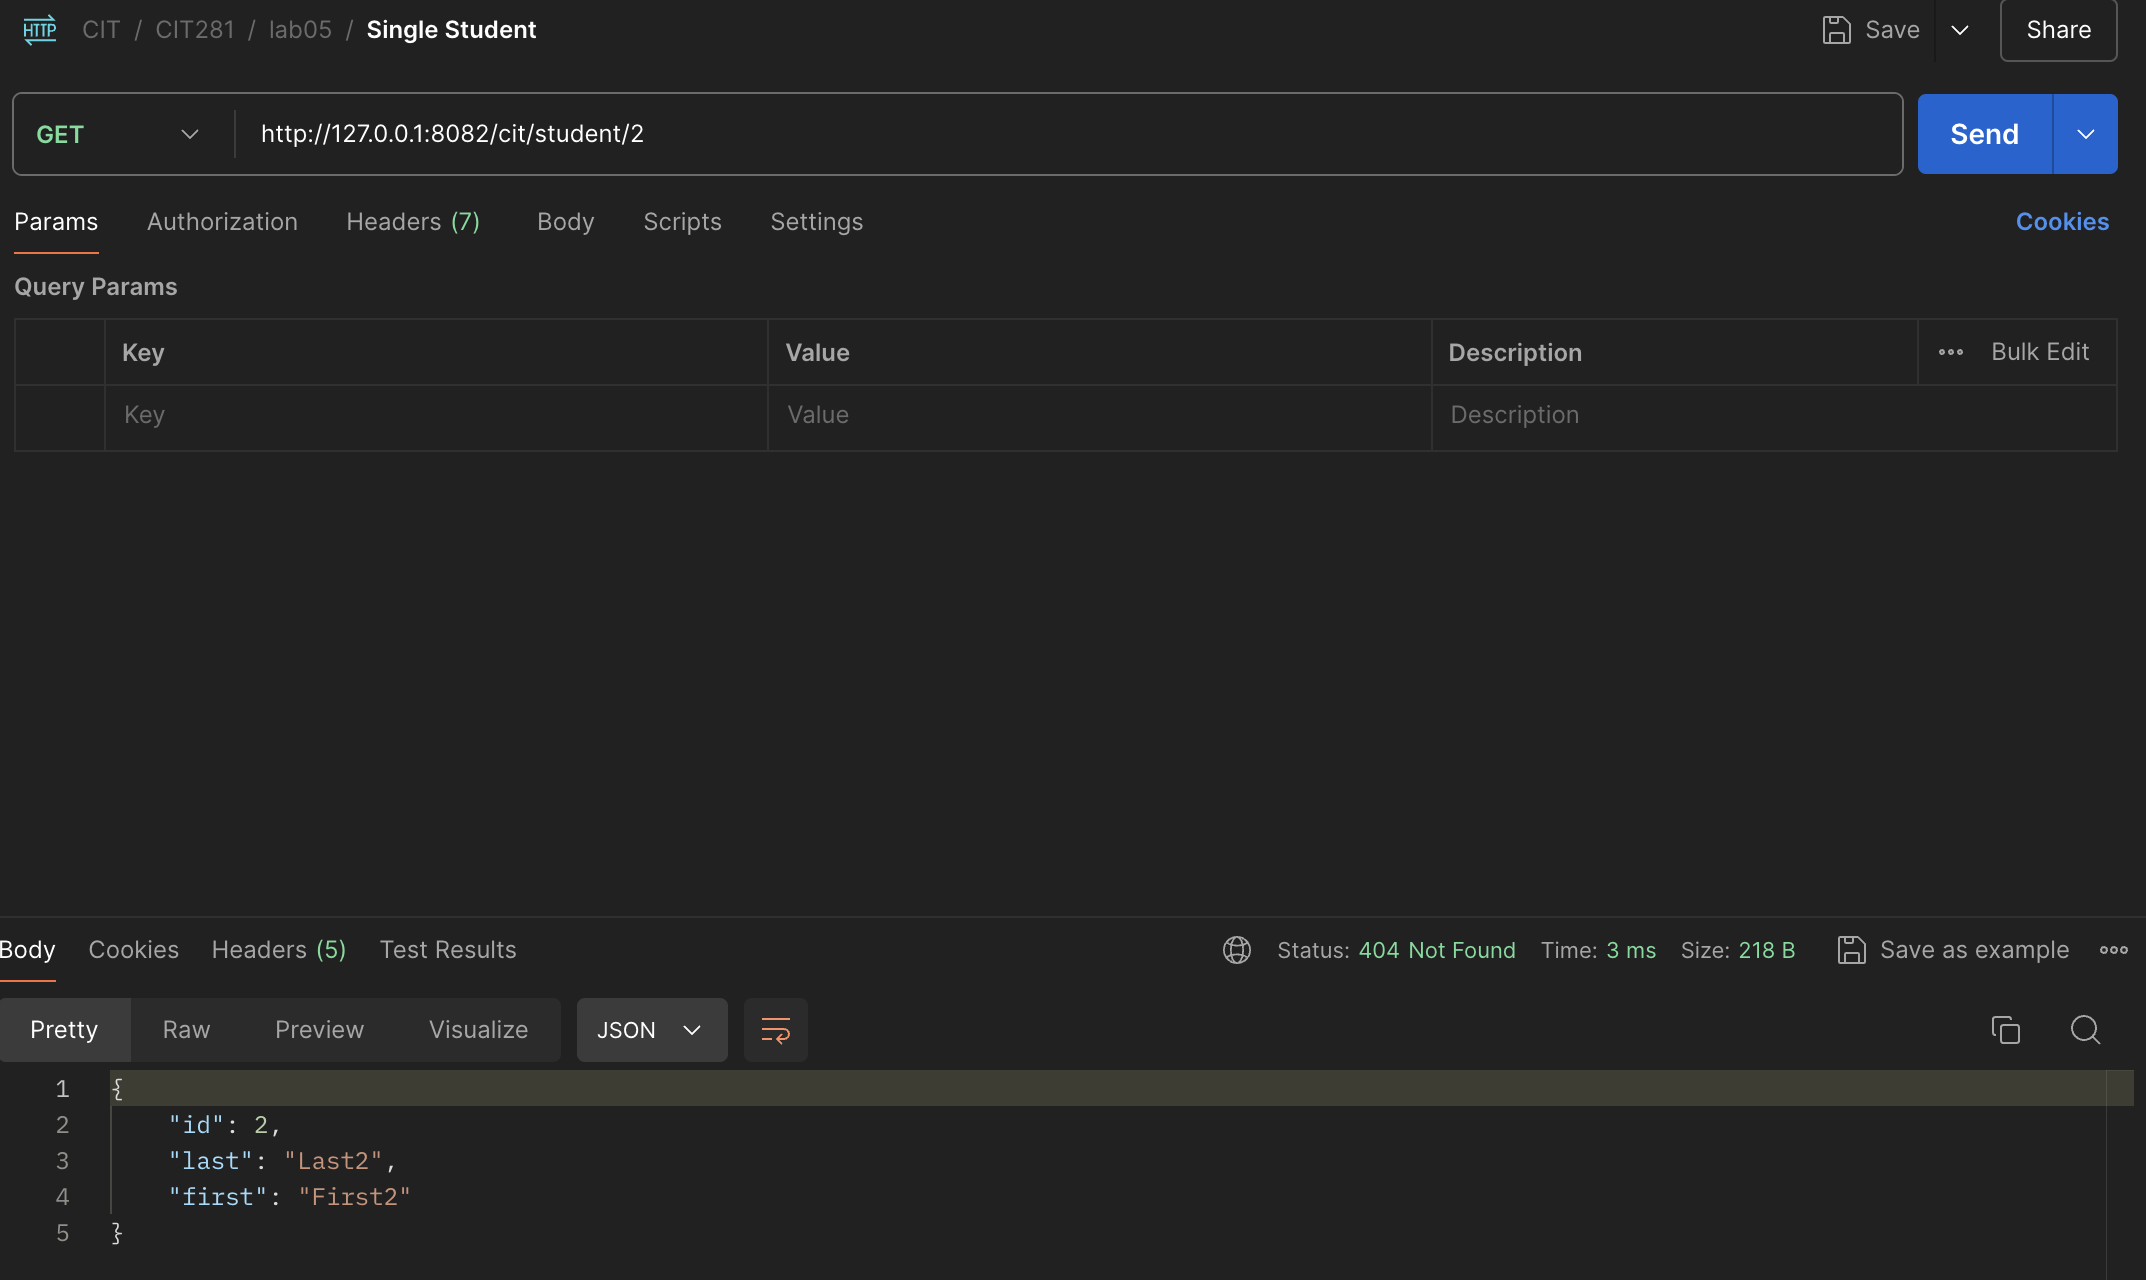 HTTP CIT / CIT281 / lab05 / Single Student Save Share
GET http://127.0.0.1:8082/cit/student/2 Send
Params Authorization Headers (7) Body Scripts Settings Cookies
Query Params
Key Value Description Bulk Edit
Key Value Description
Body Cookies Headers (5) Test Results Status: 404 Not Found Time: 3 ms Size: 218 B Save as example
Pretty Raw Preview Visualize JSON
1 {
2 "id": 2,
3 "last": "Last2",
4 "first": "First2"
5 }